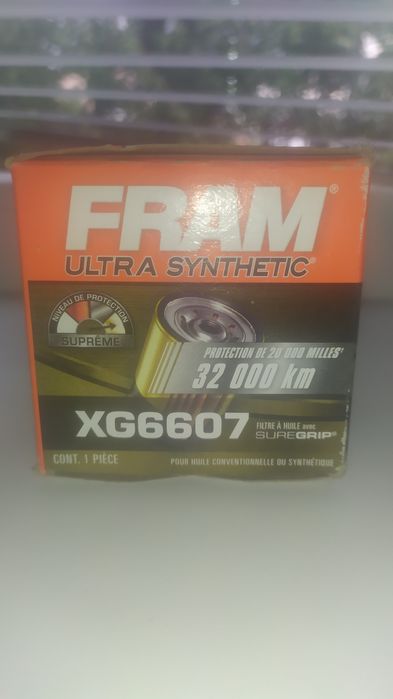 FRAM®
ULTRA SYNTHETIC®
NIVEAU DE PROTECTION
SUPRÊME
PROTECTION DE 20 000 MILLES†
32 000 km
XG6607
FILTRE À HUILE avec
SUREGRIP®
CONT. 1 PIÈCE
POUR HUILE CONVENTIONNELLE OU SYNTHÉTIQUE